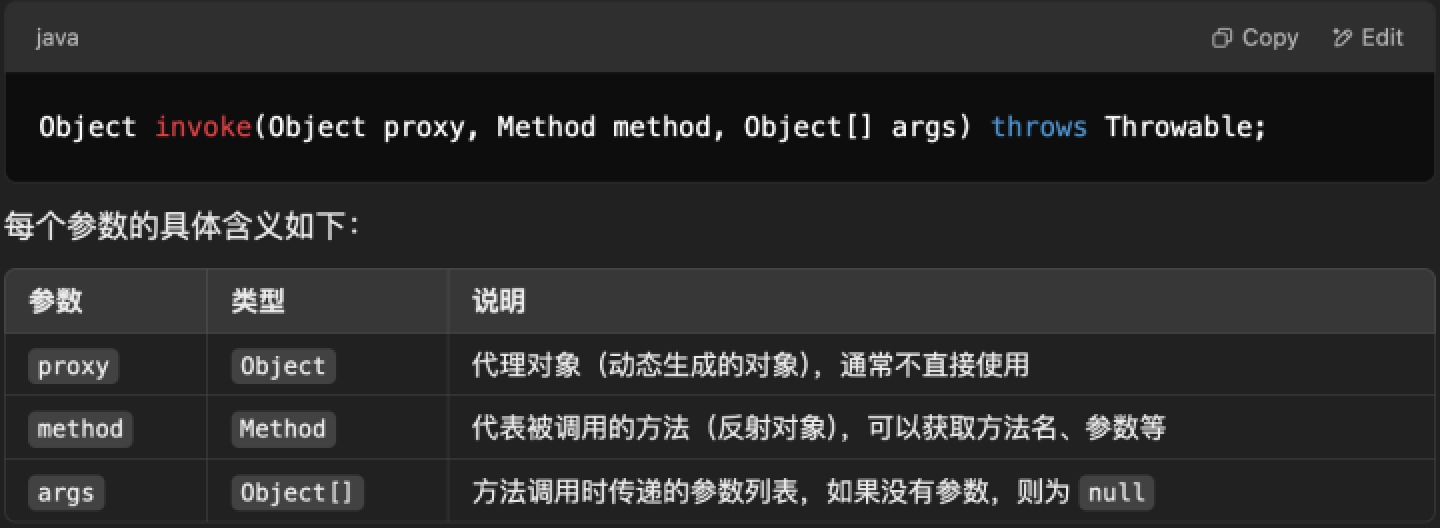 java Copy Edit
Object invoke(Object proxy, Method method, Object[] args) throws Throwable;
每个参数的具体含义如下：
参数 类型 说明
proxy Object 代理对象（动态生成的对象），通常不直接使用
method Method 代表被调用的方法（反射对象），可以获取方法名、参数等
args Object[] 方法调用时传递的参数列表，如果没有参数，则为 null